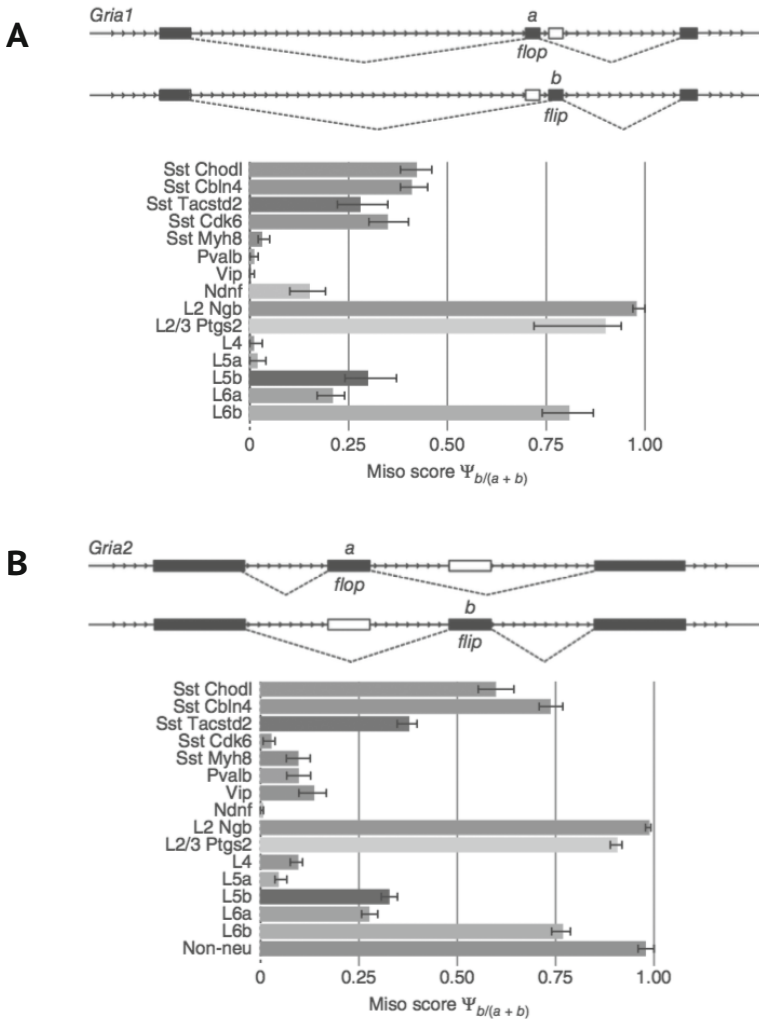 A
Gria1
a
flop
b
flip
Sst Chodl
Sst Cbln4
Sst Tacstd2
Sst Cdk6
Sst Myh8
Pvalb
Vip
Ndnf
L2 Ngb
L2/3 Ptgs2
L4
L5a
L5b
L6a
L6b
0 0.25 0.50 0.75 1.00
Miso score Ψb/(a + b)
B
Gria2
a
flop
b
flip
Sst Chodl
Sst Cbln4
Sst Tacstd2
Sst Cdk6
Sst Myh8
Pvalb
Vip
Ndnf
L2 Ngb
L2/3 Ptgs2
L4
L5a
L5b
L6a
L6b
Non-neu
0 0.25 0.50 0.75 1.00
Miso score Ψb/(a + b)